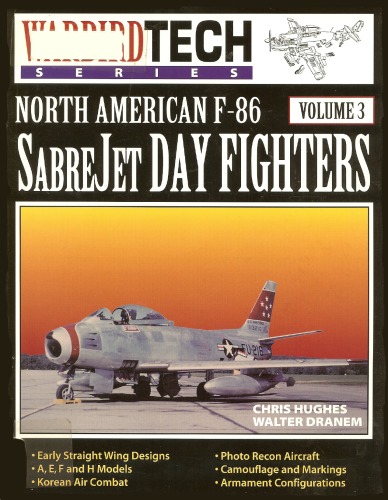 WARBIRDTECH
SERIES
NORTH AMERICAN F-86
VOLUME 3
SABREJET DAY FIGHTERS
CHRIS HUGHES
WALTER DRANEM
• Early Straight Wing Designs
• A, E, F and H Models
• Korean Air Combat
• Photo Recon Aircraft
• Camouflage and Markings
• Armament Configurations